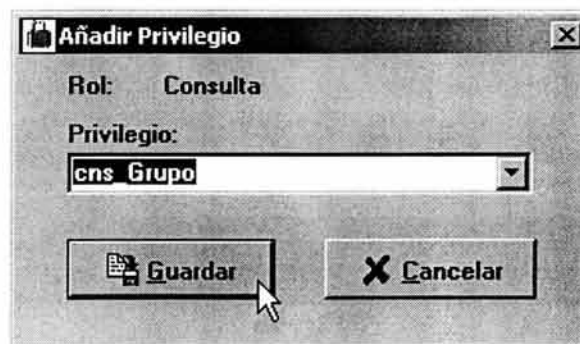 Añadir Privilegio
Rol: Consulta
Privilegio:
cns_Grupo
Guardar
Cancelar